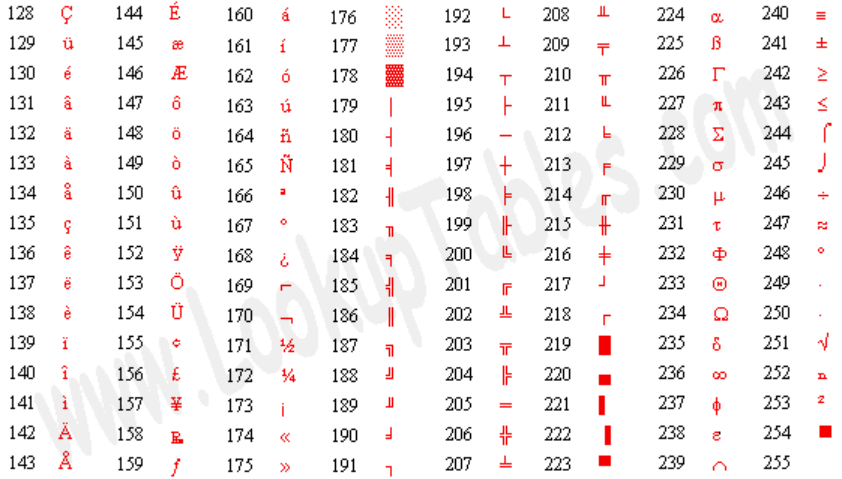 128 Ç 144 É 160 á 176 ░ 192 └ 208 ╨ 224 α 240 ≡
129 ü 145 æ 161 í 177 ▒ 193 ┴ 209 ╤ 225 ß 241 ±
130 é 146 Æ 162 ó 178 ▓ 194 ┬ 210 ╥ 226 Γ 242 ≥
131 â 147 ô 163 ú 179 │ 195 ├ 211 ╙ 227 π 243 ≤
132 ä 148 ö 164 ñ 180 ┤ 196 ─ 212 ╘ 228 Σ 244 ⌠
133 à 149 ò 165 Ñ 181 ╡ 197 ┼ 213 ╒ 229 σ 245 ⌡
134 å 150 û 166 ª 182 ╢ 198 ╞ 214 ╓ 230 µ 246 ÷
135 ç 151 ù 167 º 183 ╖ 199 ╟ 215 ╫ 231 τ 247 ≈
136 ê 152 ÿ 168 ¿ 184 ╕ 200 ╚ 216 ╪ 232 Φ 248 °
137 ë 153 Ö 169 ⌐ 185 ╣ 201 ╔ 217 ┘ 233 Θ 249 ∙
138 è 154 Ü 170 ¬ 186 ║ 202 ╩ 218 ┌ 234 Ω 250 ·
139 ï 155 ¢ 171 ½ 187 ╗ 203 ╦ 219 █ 235 δ 251 √
140 î 156 £ 172 ¼ 188 ╝ 204 ╠ 220 ▄ 236 ∞ 252 ⁿ
141 ì 157 ¥ 173 ¡ 189 ╜ 205 ═ 221 ▌ 237 φ 253 ²
142 Ä 158 ₧ 174 « 190 ╛ 206 ╬ 222 ▐ 238 ε 254 ■
143 Å 159 ƒ 175 » 191 ┐ 207 ╧ 223 ▀ 239 ∩ 255
www.LookupTables.com